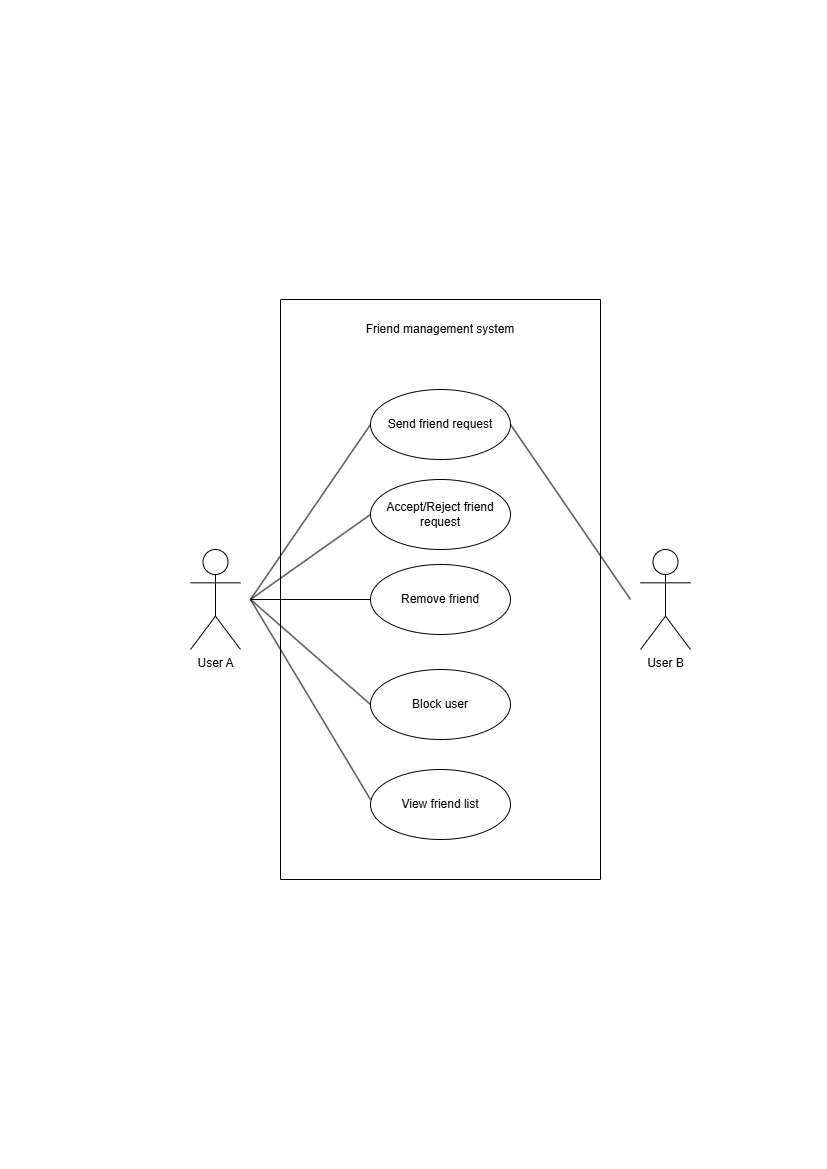 Friend management system
Send friend request
Accept/Reject friend
request
Remove friend
User A
User B
Block user
View friend list